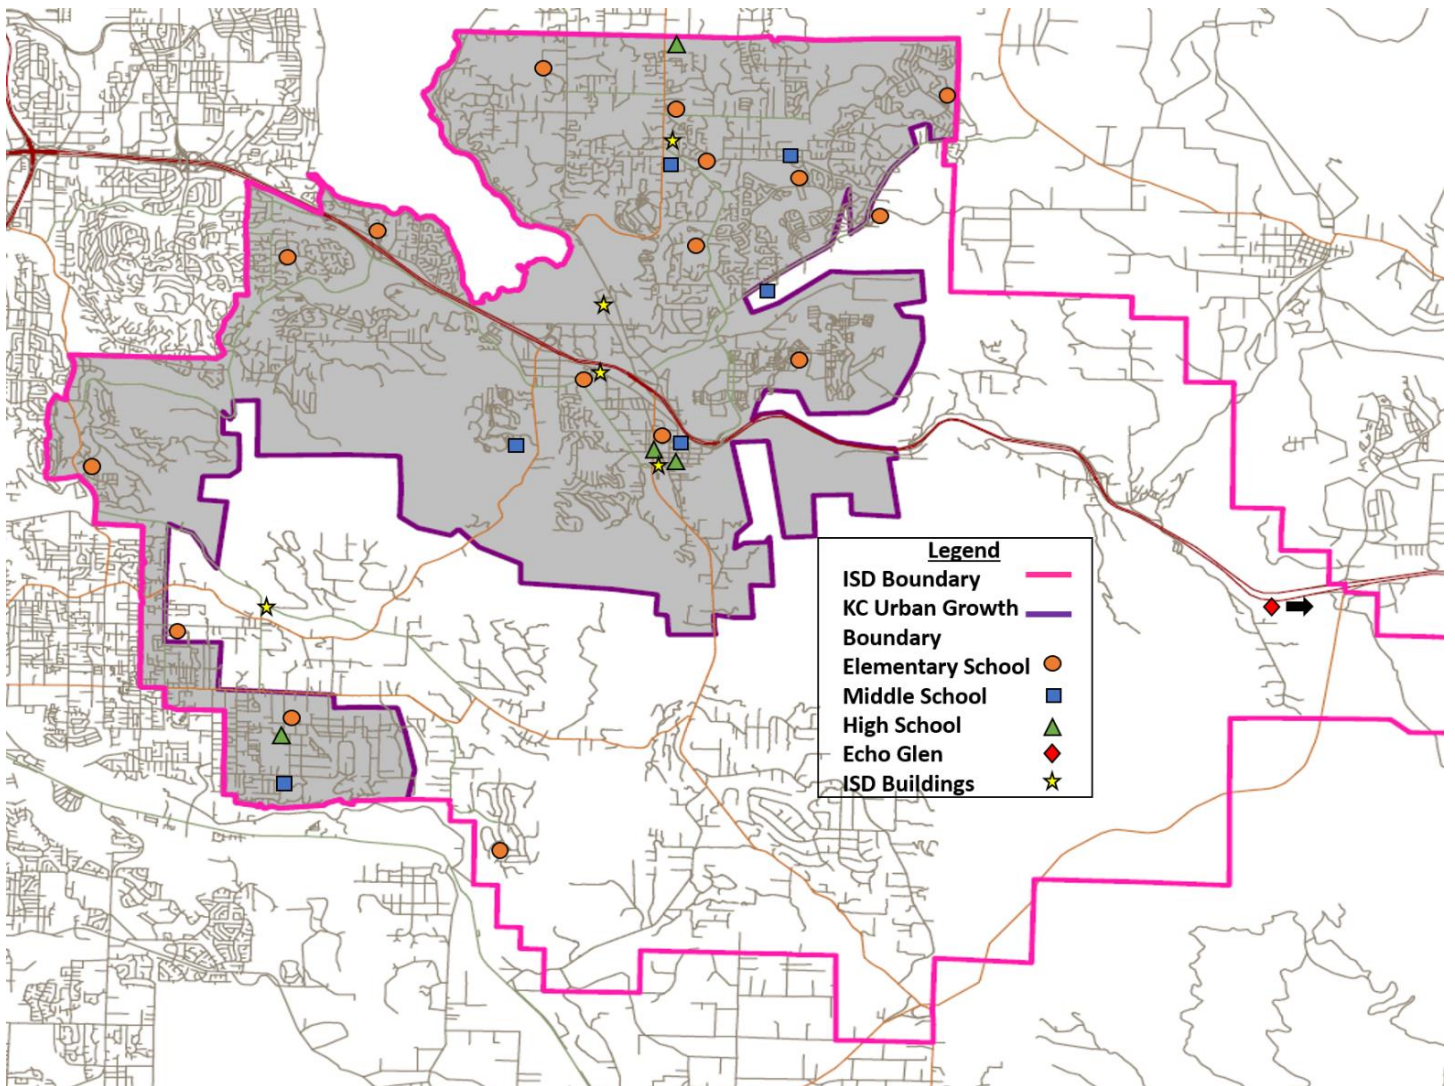 Legend
ISD Boundary
KC Urban Growth
Boundary
Elementary School
Middle School
High School
Echo Glen
ISD Buildings